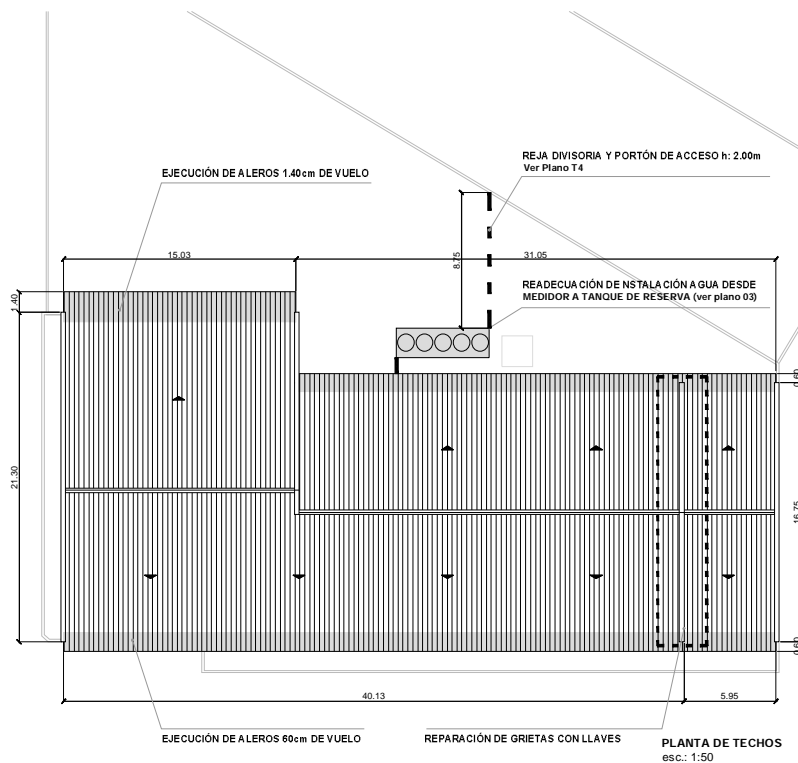 REJA DIVISORIA Y PORTÓN DE ACCESO h: 2.00m
Ver Plano T4
EJECUCIÓN DE ALEROS 1.40cm DE VUELO
15.03
31.05
8.75
READECUACIÓN DE NSTALACIÓN AGUA DESDE
MEDIDOR A TANQUE DE RESERVA (ver plano 03)
1.40
0.60
21.30
16.75
0.60
40.13
5.95
EJECUCIÓN DE ALEROS 60cm DE VUELO
REPARACIÓN DE GRIETAS CON LLAVES
PLANTA DE TECHOS
esc.: 1:50